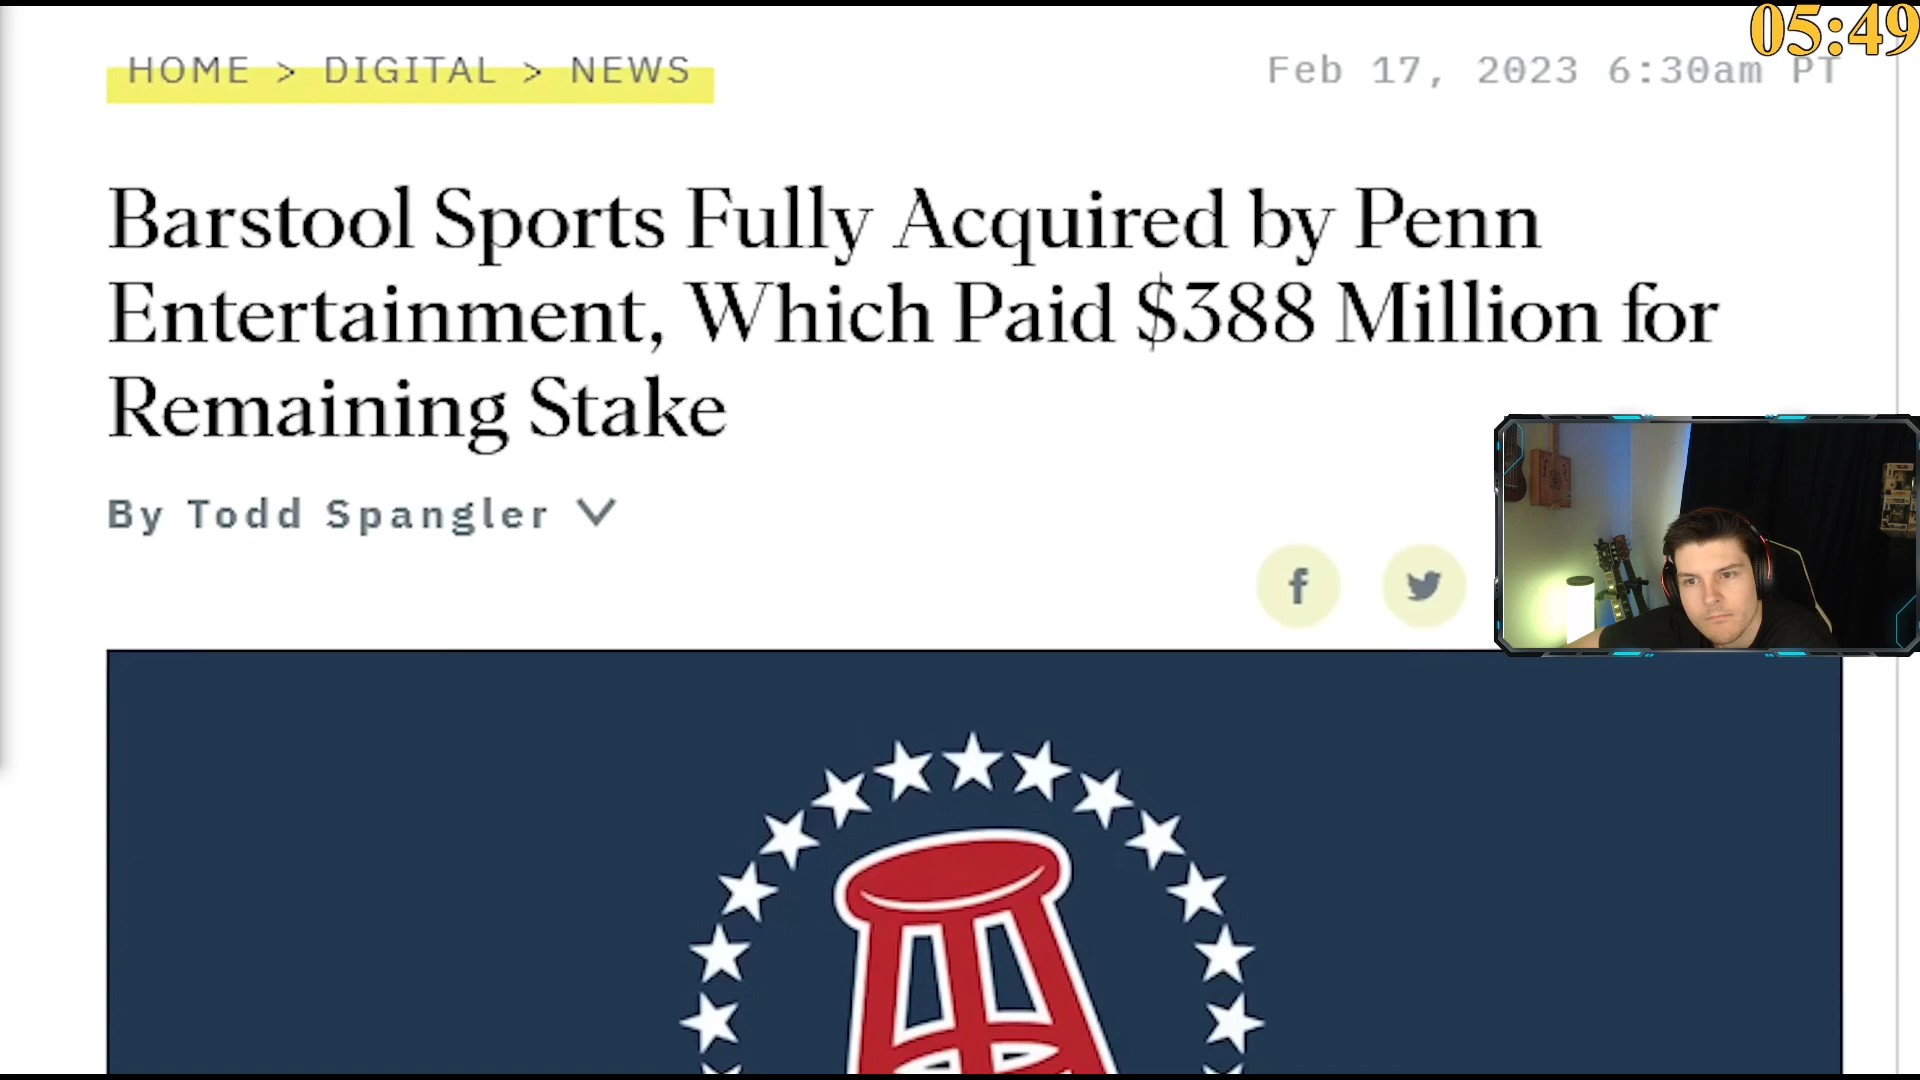 05:49
HOME > DIGITAL > NEWS
Feb 17, 2023 6:30am PT
Barstool Sports Fully Acquired by Penn
Entertainment, Which Paid $388 Million for
Remaining Stake
By Todd Spangler